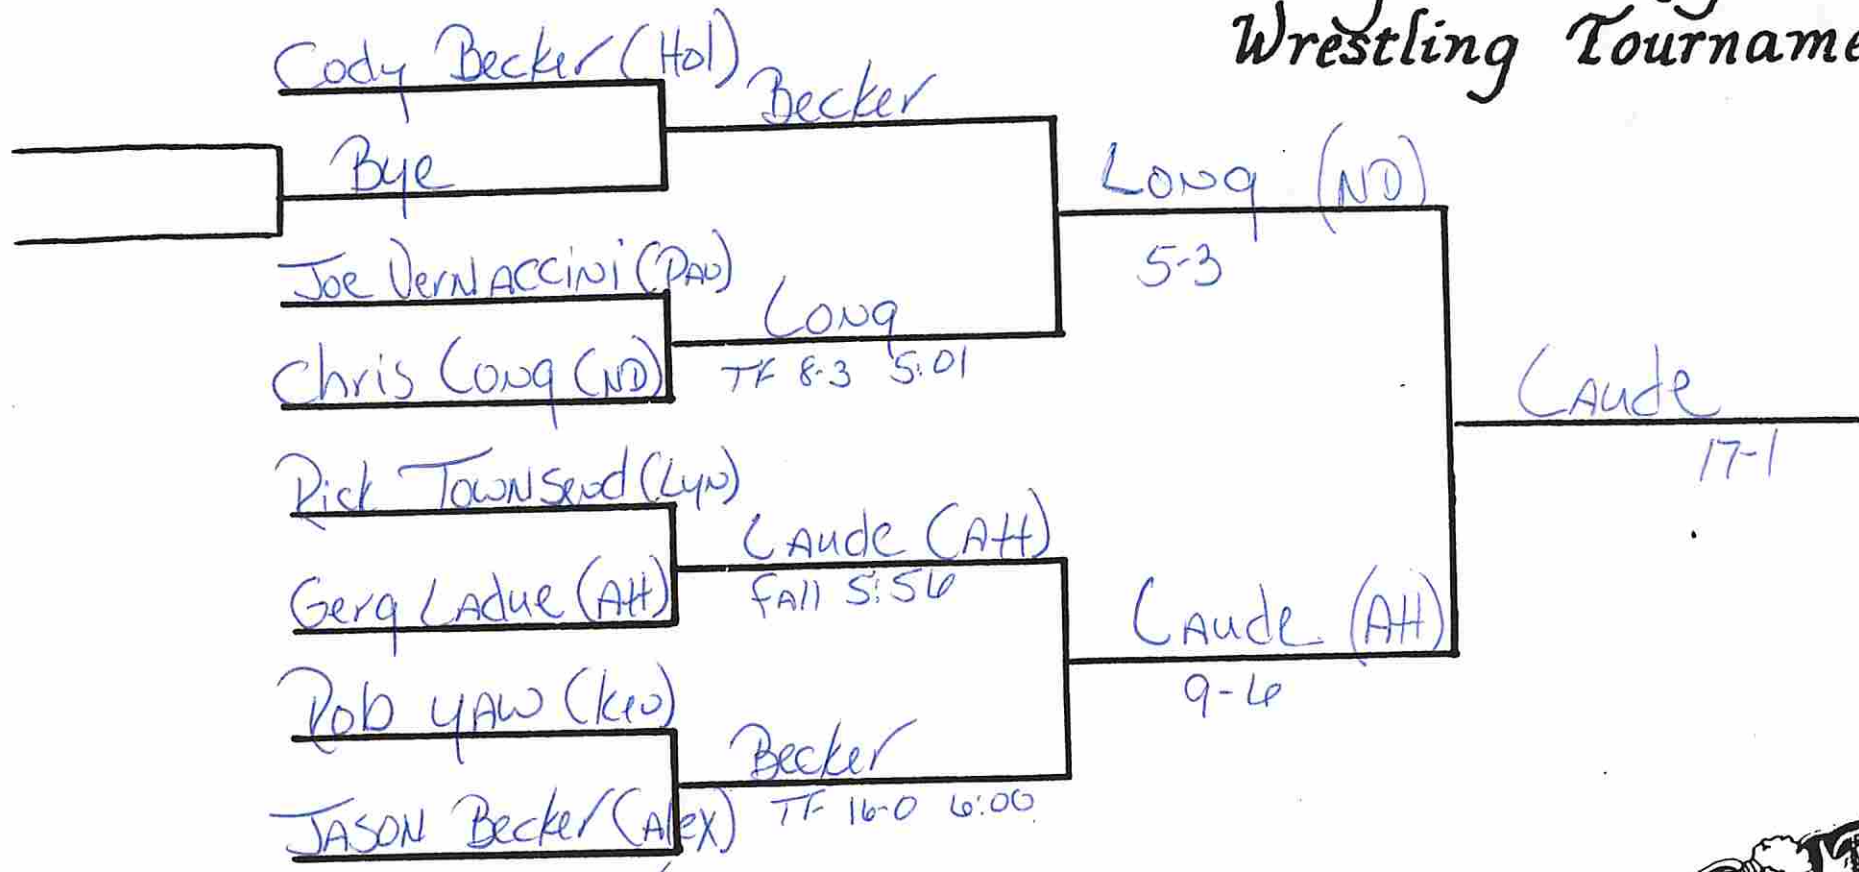 Wrestling Tourname
Cody Becker (Hol)
Becker
Bye
Long (ND)
5-3
Joe Vernaccini (Dav)
Long
Chris Long (ND)
TF 8-3 5:01
Caude
17-1
Rick Townsend (Lyn)
Caude (AH)
Gerg Ladue (AH)
Fall 5:56
Caude (AH)
9-6
Rob Yaw (Keo)
Becker
Jason Becker (Alex)
TF 16-0 6:00